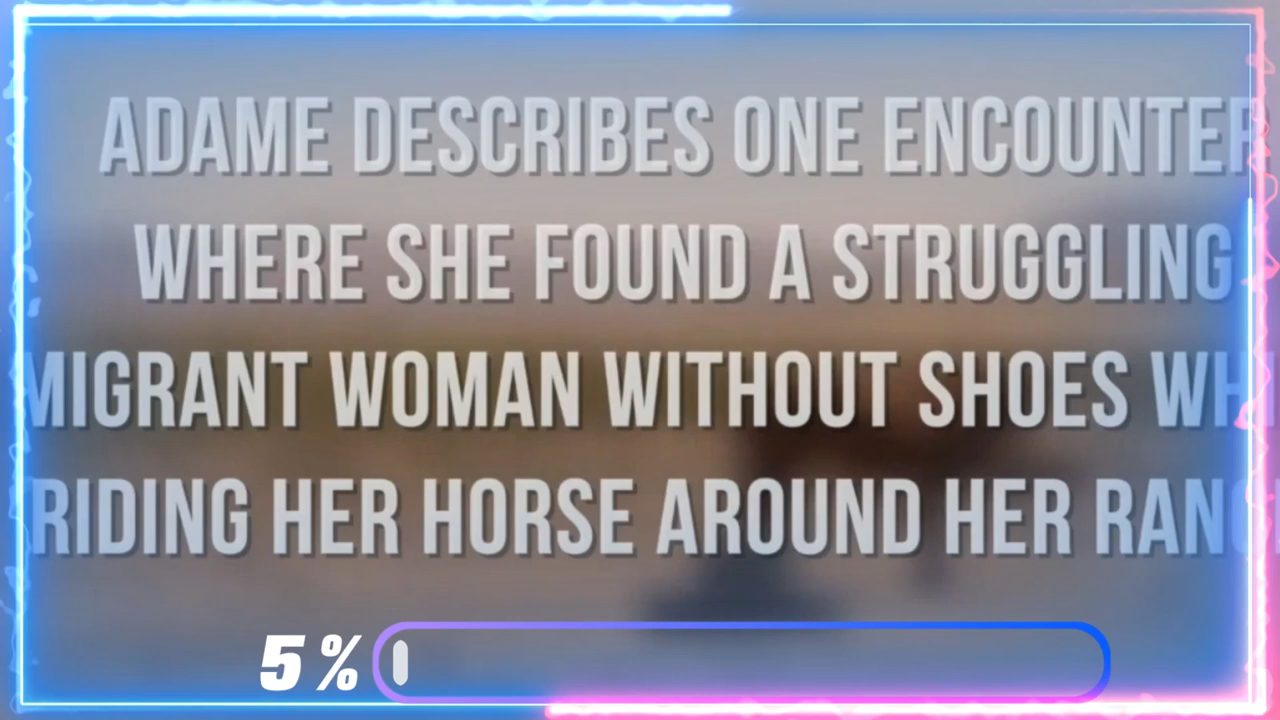 ADAME DESCRIBES ONE ENCOUNTER
WHERE SHE FOUND A STRUGGLING
MIGRANT WOMAN WITHOUT SHOES
RIDING HER HORSE AROUND HER
5%